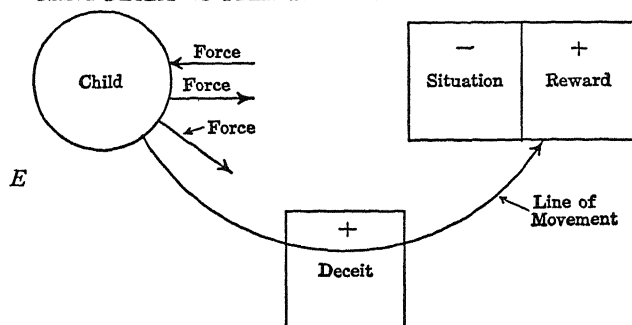 Force
Child
Force
Force
− +
Situation Reward
E
Line of
Movement
+
Deceit